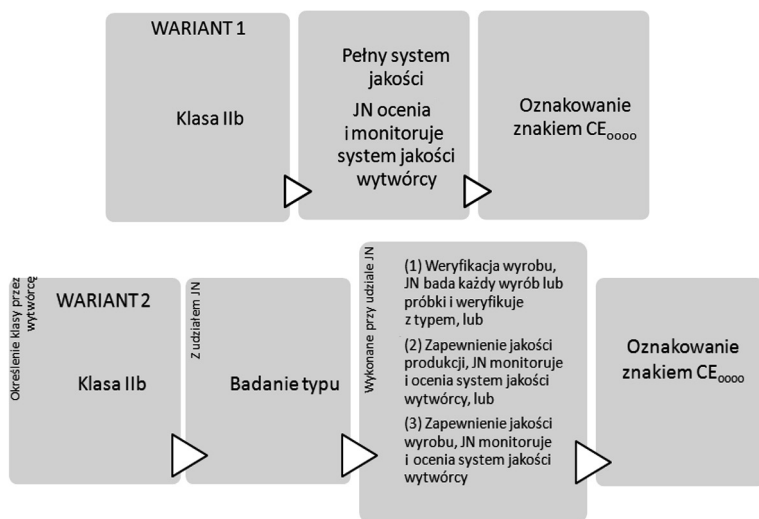 WARIANT 1
Klasa IIb
Pełny system
jakości
JN ocenia
i monitoruje
system jakości
wytwórcy
Oznakowanie
znakiem CEoooo
Określenie klasy przez
wytwórcę
WARIANT 2
Klasa IIb
Z udziałem JN
Badanie typu
Wykonane przy udziale JN
(1) Weryfikacja wyrobu,
JN bada każdy wyrób lub
próbki i weryfikuje
z typem, lub
(2) Zapewnienie jakości
produkcji, JN monitoruje
i ocenia system jakości
wytwórcy, lub
(3) Zapewnienie jakości
wyrobu, JN monitoruje
i ocenia system jakości
wytwórcy
Oznakowanie
znakiem CEoooo